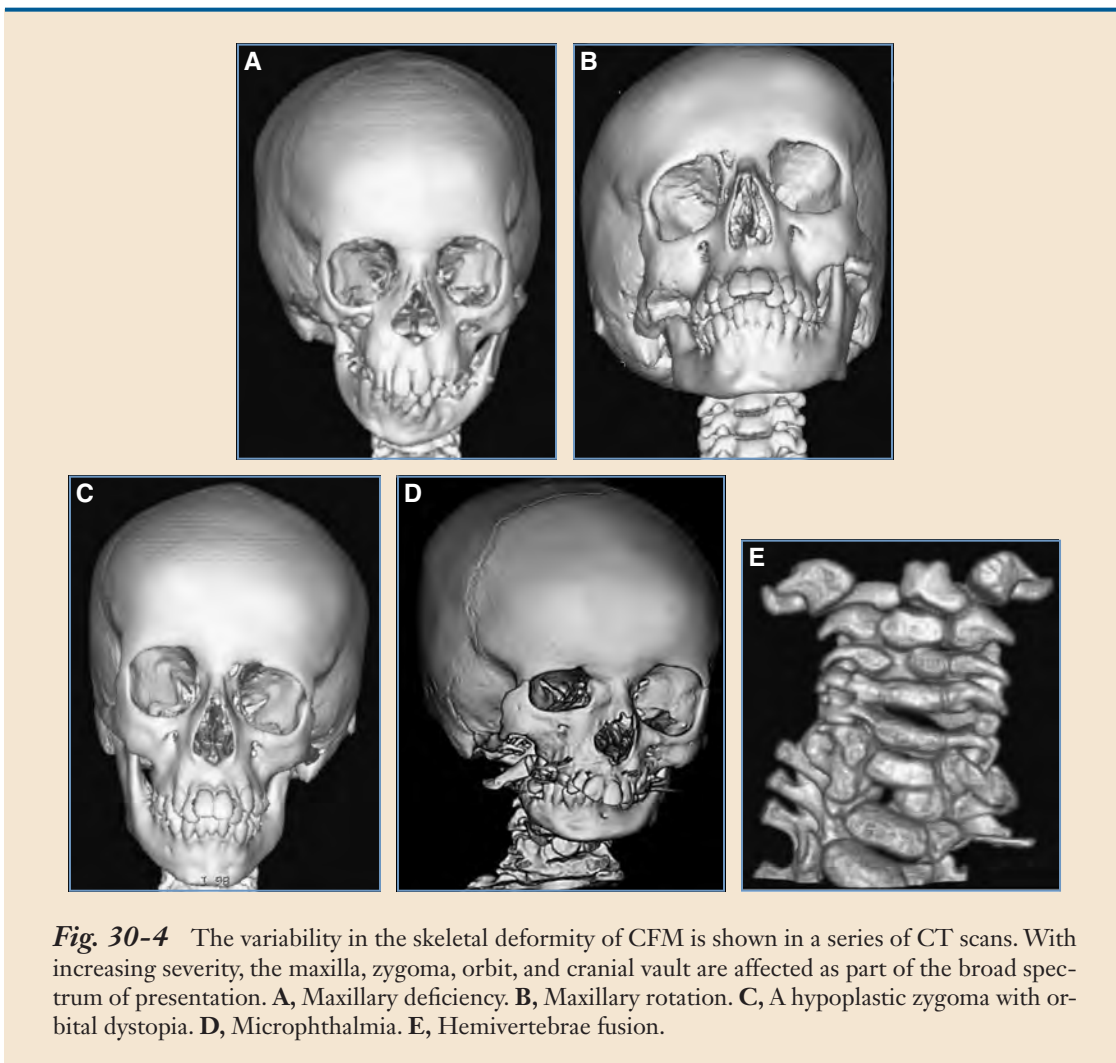 A
B
C
D
E
Fig. 30-4 The variability in the skeletal deformity of CFM is shown in a series of CT scans. With
increasing severity, the maxilla, zygoma, orbit, and cranial vault are affected as part of the broad spec-
trum of presentation. A, Maxillary deficiency. B, Maxillary rotation. C, A hypoplastic zygoma with or-
bital dystopia. D, Microphthalmia. E, Hemivertebrae fusion.